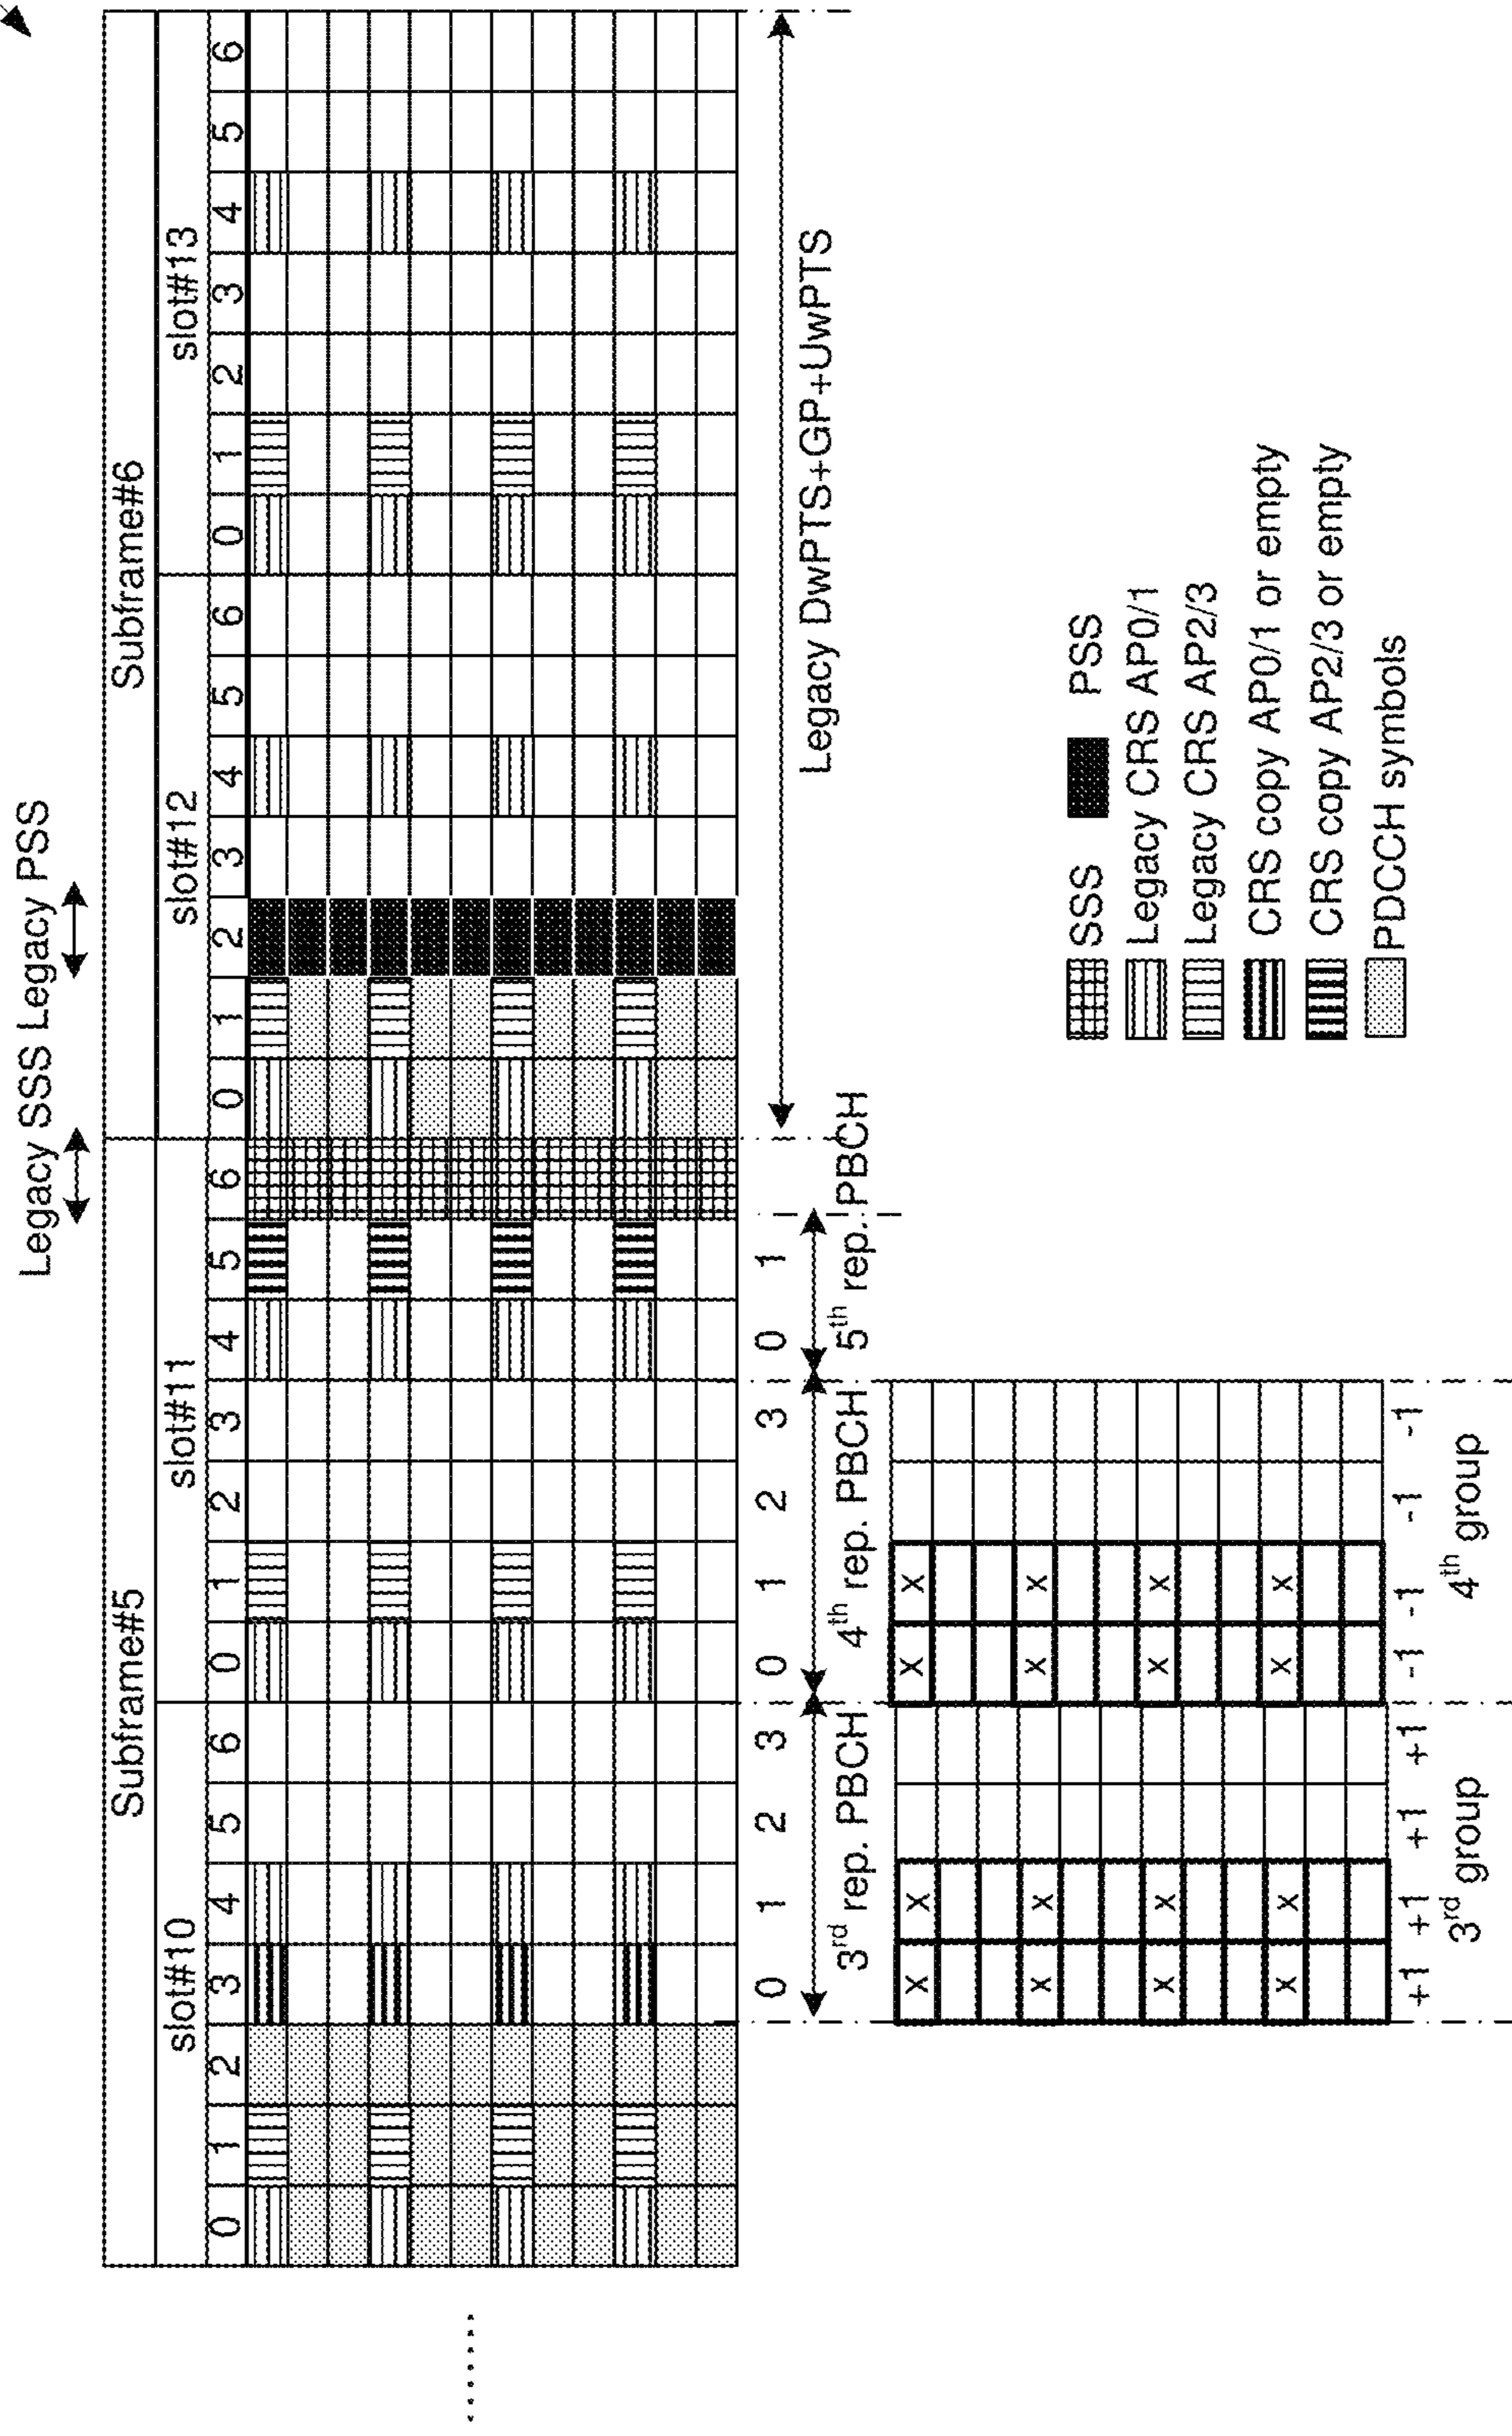 Legacy SSS Legacy PSS
Subframe#5 Subframe#6
slot#10 slot#11 slot#12 slot#13
0 1 2 3 4 5 6 0 1 2 3 4 5 6 0 1 2 3 4 5 6 0 1 2 3 4 5 6
......
0 1 2 3 0 1 2 3 0 1
3rd rep. PBCH 4th rep. PBCH 5th rep. PBCH
Legacy DwPTS+GP+UwPTS
X X X X
X X X X
X X X X
X X X X
+1 +1 +1 +1 -1 -1 -1 -1
3rd group 4th group
SSS PSS
Legacy CRS AP0/1
Legacy CRS AP2/3
CRS copy AP0/1 or empty
CRS copy AP2/3 or empty
PDCCH symbols